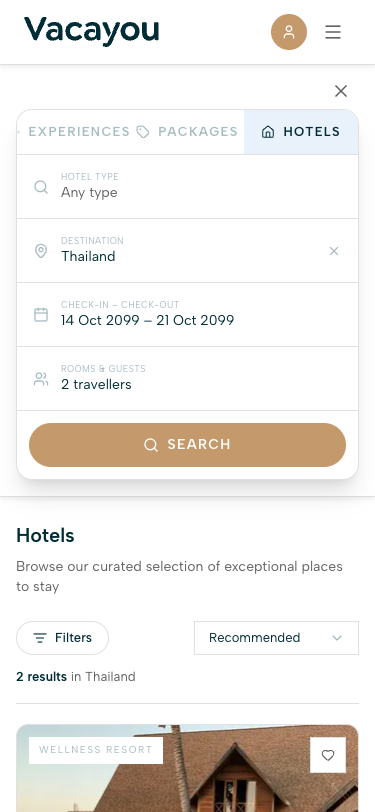 Vacayou
EXPERIENCES PACKAGES HOTELS
HOTEL TYPE
Any type
DESTINATION
Thailand
CHECK-IN – CHECK-OUT
14 Oct 2099 – 21 Oct 2099
ROOMS & GUESTS
2 travellers
SEARCH
Hotels
Browse our curated selection of exceptional places
to stay
Filters Recommended
2 results in Thailand
WELLNESS RESORT